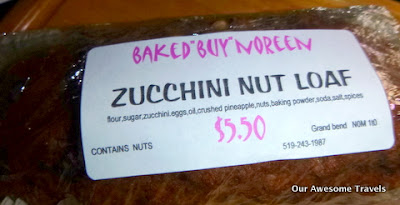 BAKED"BUY"NOREEN
ZUCCHINI NUT LOAF
flour,sugar,zucchini,eggs,oil,crushed pineapple,nuts,baking powder,soda,salt,spices
$5.50
CONTAINS NUTS
Grand bend N0M 1t0
519-243-1987
Our Awesome Travels